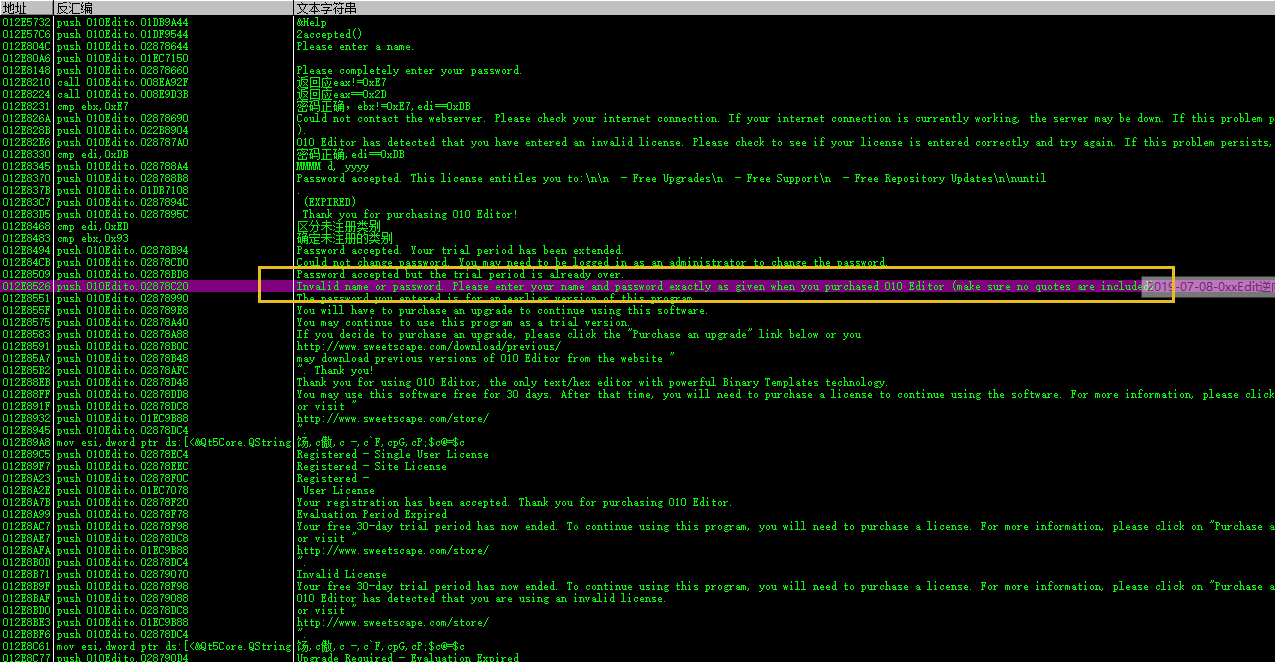 地址 反汇编 文本字符串
012E5732 push 010Edito.01DB9A44 &Help
012E57C6 push 010Edito.01DF9544 2accepted()
012E804C push 010Edito.02878644 Please enter a name.
012E80A6 push 010Edito.01EC7150
012E8148 push 010Edito.02878660 Please completely enter your password.
012E8210 call 010Edito.008EA92F 返回应eax!=0xE7
012E8224 call 010Edito.008E9D3B 返回应eax==0x2D
012E8231 cmp ebx,0xE7 密码正确，ebx!=0xE7,edi==0xDB
012E826A push 010Edito.02878690 Could not contact the webserver. Please check your internet connection. If your internet connection is currently working, the server may be down. If this problem p
012E828B push 010Edito.022B8904 ).
012E82E6 push 010Edito.028787A0 010 Editor has detected that you have entered an invalid license. Please check to see if your license is entered correctly and try again. If this problem persists,
012E8330 cmp edi,0xDB 密码正确,edi==0xDB
012E8345 push 010Edito.028788A4 MMMM d, yyyy
012E8370 push 010Edito.028788B8 Password accepted. This license entitles you to:\n\n  - Free Upgrades\n  - Free Support\n  - Free Repository Updates\n\nuntil
012E837B push 010Edito.01DB7108 .
012E83C7 push 010Edito.0287894C  (EXPIRED)
012E83D5 push 010Edito.0287895C  Thank you for purchasing 010 Editor!
012E8468 cmp edi,0xED 区分未注册类别
012E8483 cmp ebx,0x93 确定未注册的类别
012E8494 push 010Edito.02878B94 Password accepted. Your trial period has been extended.
012E84CB push 010Edito.02878CD0 Could not change password. You may need to be logged in as an administrator to change the password.
012E8509 push 010Edito.02878BD8 Password accepted but the trial period is already over.
012E8526 push 010Edito.02878C20 Invalid name or password. Please enter your name and password exactly as given when you purchased 010 Editor (make sure no quotes are included 2019-07-08-0xxEdit逆
012E8551 push 010Edito.02878990 The password you entered is for an earlier version of this program.
012E855F push 010Edito.028789E8 You will have to purchase an upgrade to continue using this software.
012E8575 push 010Edito.02878A40 You may continue to use this program as a trial version.
012E8583 push 010Edito.02878A88 If you decide to purchase an upgrade, please click the "Purchase an upgrade" link below or you
012E8591 push 010Edito.02878B0C http://www.sweetscape.com/download/previous/
012E85A7 push 010Edito.02878B48 may download previous versions of 010 Editor from the website "
012E85B2 push 010Edito.02878AFC ". Thank you!
012E88EB push 010Edito.02878D48 Thank you for using 010 Editor, the only text/hex editor with powerful Binary Templates technology.
012E88FF push 010Edito.02878DD8 You may use this software free for 30 days. After that time, you will need to purchase a license to continue using the software. For more information, please click
012E891F push 010Edito.02878DC8 or visit "
012E8932 push 010Edito.01EC9B88 http://www.sweetscape.com/store/
012E8945 push 010Edito.02878DC4 ".
012E89A8 mov esi,dword ptr ds:[<&Qt5Core.QString 饧,c傲,c -,c`F,cpG,cP;$c@=$c
012E89C5 push 010Edito.02878EC4 Registered - Single User License
012E89F7 push 010Edito.02878EEC Registered - Site License
012E8A23 push 010Edito.02878F0C Registered -
012E8A2E push 010Edito.01EC7078  User License
012E8A7B push 010Edito.02878F20 Your registration has been accepted. Thank you for purchasing 010 Editor.
012E8A99 push 010Edito.02878F78 Evaluation Period Expired
012E8AC7 push 010Edito.02878F98 Your free 30-day trial period has now ended. To continue using this program, you will need to purchase a license. For more information, please click on "Purchase a
012E8AE7 push 010Edito.02878DC8 or visit "
012E8AFA push 010Edito.01EC9B88 http://www.sweetscape.com/store/
012E8B0D push 010Edito.02878DC4 ".
012E8B71 push 010Edito.02879070 Invalid License
012E8B9F push 010Edito.02878F98 Your free 30-day trial period has now ended. To continue using this program, you will need to purchase a license. For more information, please click on "Purchase a
012E8BAF push 010Edito.02879088 010 Editor has detected that you are using an invalid license.
012E8BD0 push 010Edito.02878DC8 or visit "
012E8BE3 push 010Edito.01EC9B88 http://www.sweetscape.com/store/
012E8BF6 push 010Edito.02878DC4 ".
012E8C61 mov esi,dword ptr ds:[<&Qt5Core.QString 饧,c傲,c -,c`F,cpG,cP;$c@=$c
012E8C77 push 010Edito.028790D4 Upgrade Required - Evaluation Expired